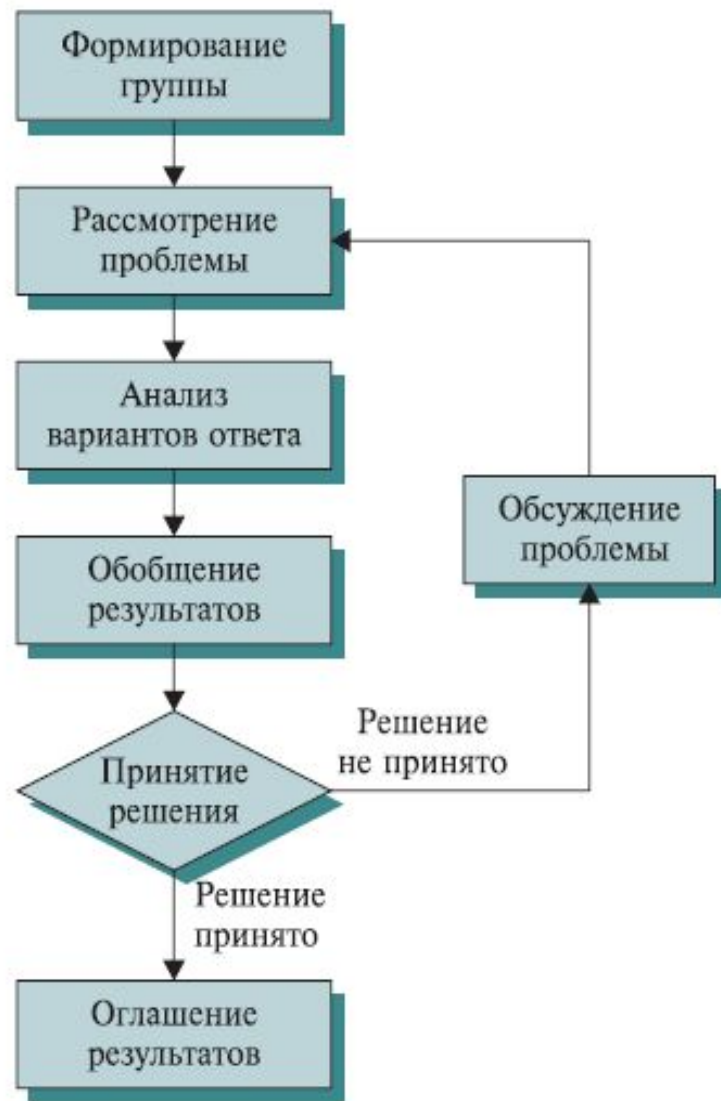 Формирование
группы
Рассмотрение
проблемы
Анализ
вариантов ответа
Обсуждение
проблемы
Обобщение
результатов
Решение
не принято
Принятие
решения
Решение
принято
Оглашение
результатов